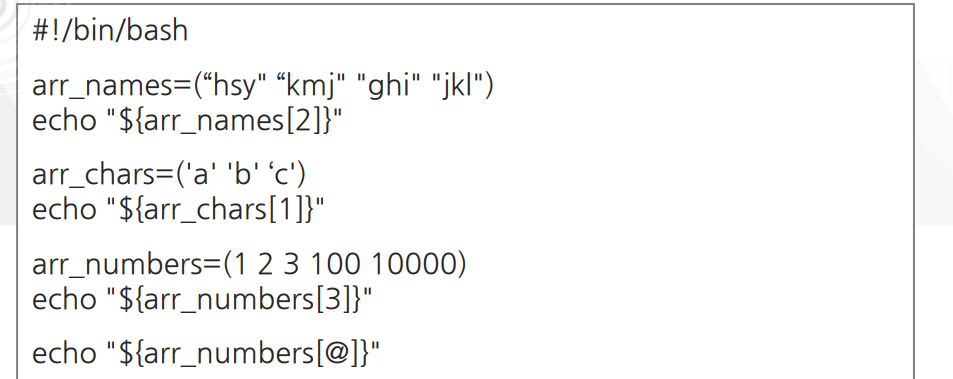 #!/bin/bash
arr_names=(“hsy" “kmj" "ghi" "jkl")
echo "${arr_names[2]}"
arr_chars=('a' 'b' ‘c')
echo "${arr_chars[1]}"
arr_numbers=(1 2 3 100 10000)
echo "${arr_numbers[3]}"
echo "${arr_numbers[@]}"